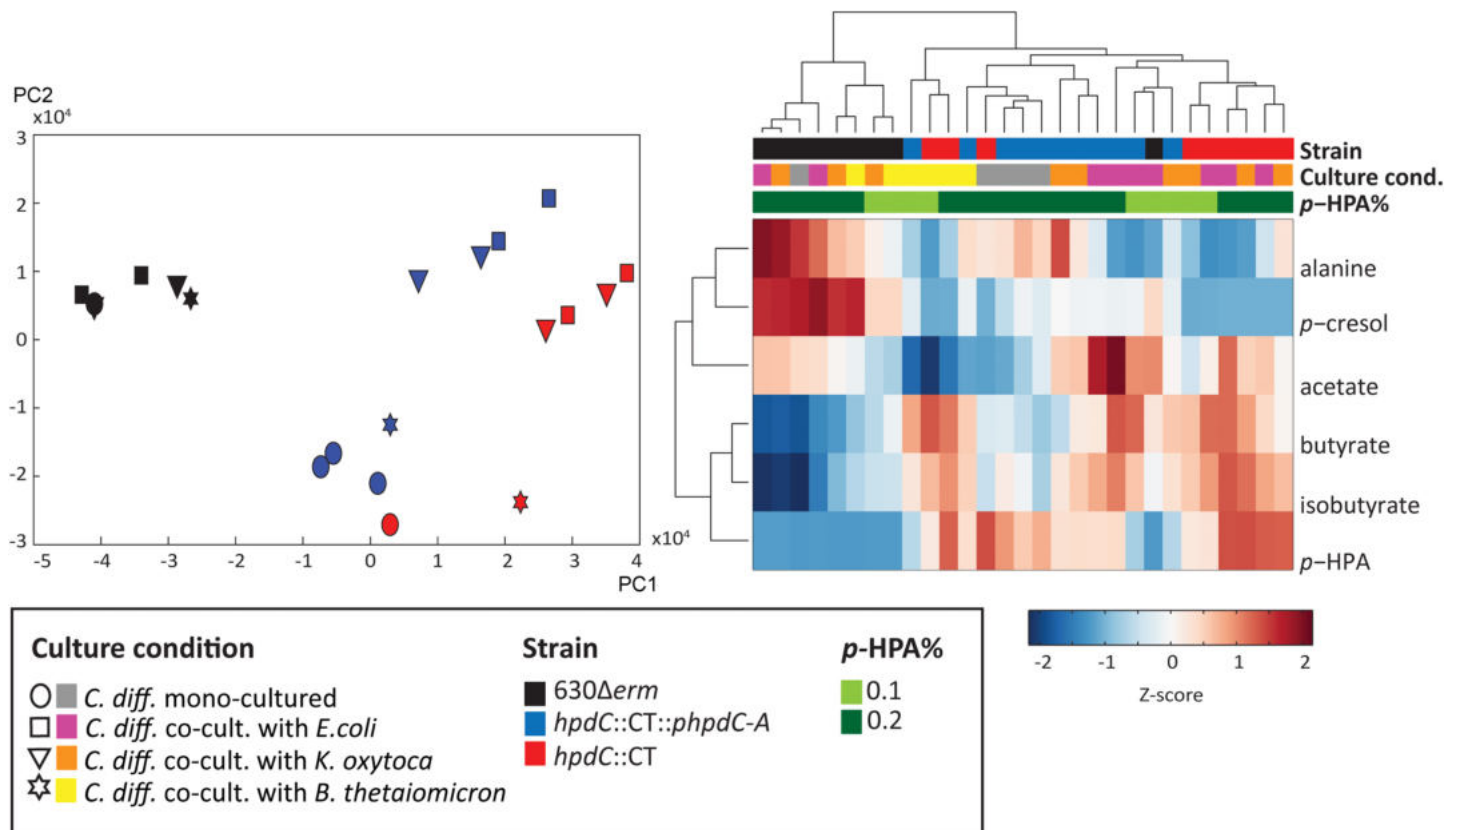 PC2
x10⁴
3
2
1
0
-1
-2
-3
-5 -4 -3 -2 -1 0 1 2 3 4
x10⁴
PC1
Strain
Culture cond.
p−HPA%
alanine
p−cresol
acetate
butyrate
isobutyrate
p−HPA
-2 -1 0 1 2
Z-score
Culture condition
C. diff. mono-cultured
C. diff. co-cult. with E.coli
C. diff. co-cult. with K. oxytoca
C. diff. co-cult. with B. thetaiomicron
Strain
630Δerm
hpdC::CT::phpdC-A
hpdC::CT
p-HPA%
0.1
0.2